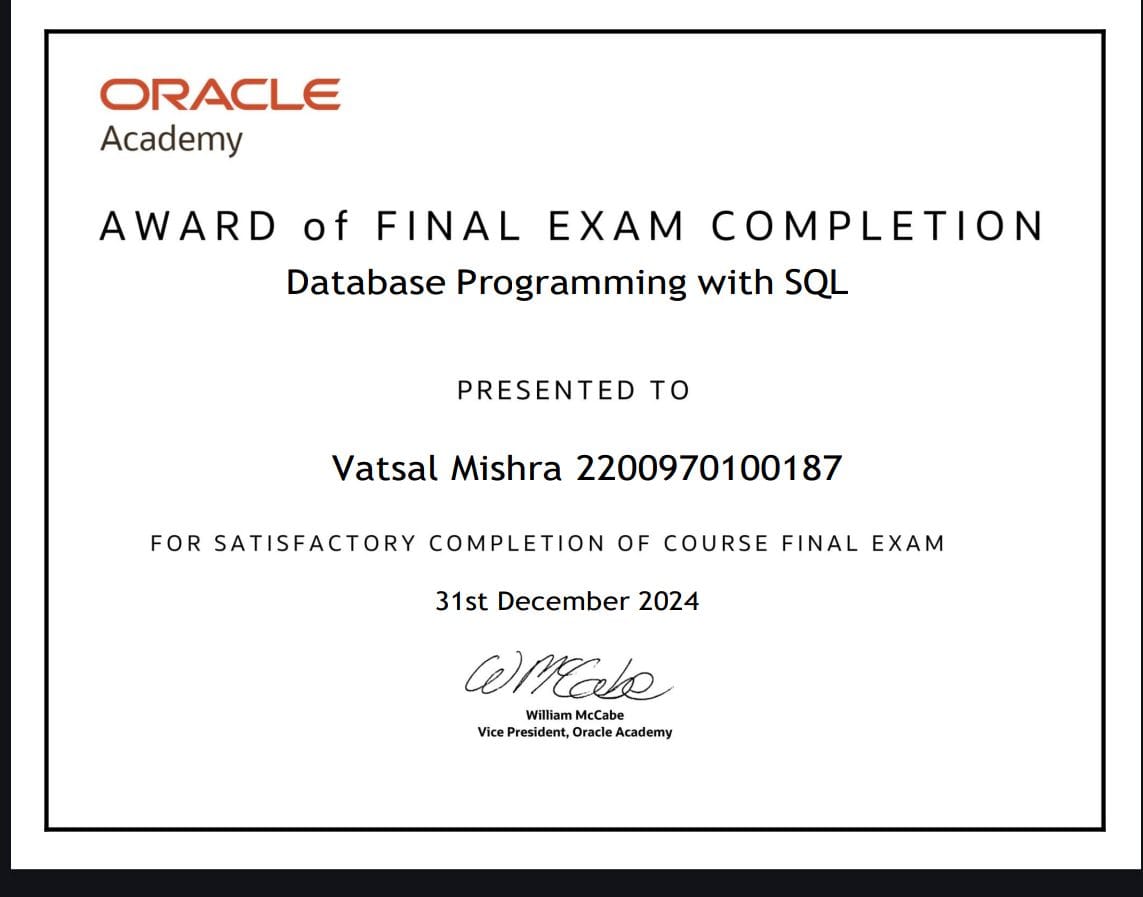 ORACLE
Academy
AWARD of FINAL EXAM COMPLETION
Database Programming with SQL
PRESENTED TO
Vatsal Mishra 2200970100187
FOR SATISFACTORY COMPLETION OF COURSE FINAL EXAM
31st December 2024
W McCabe
William McCabe
Vice President, Oracle Academy